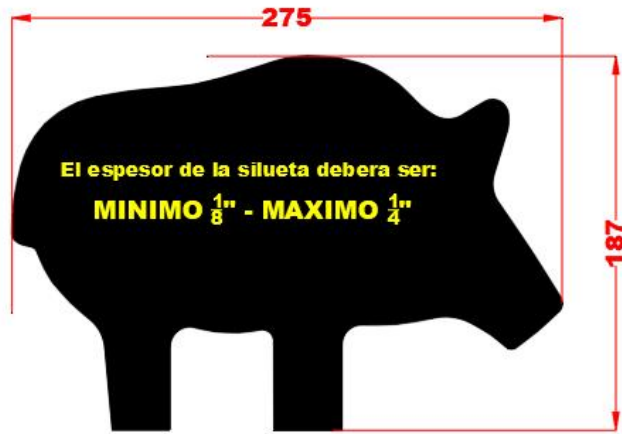 275
El espesor de la silueta debera ser:
MINIMO 1/8" - MAXIMO 1/4"
187